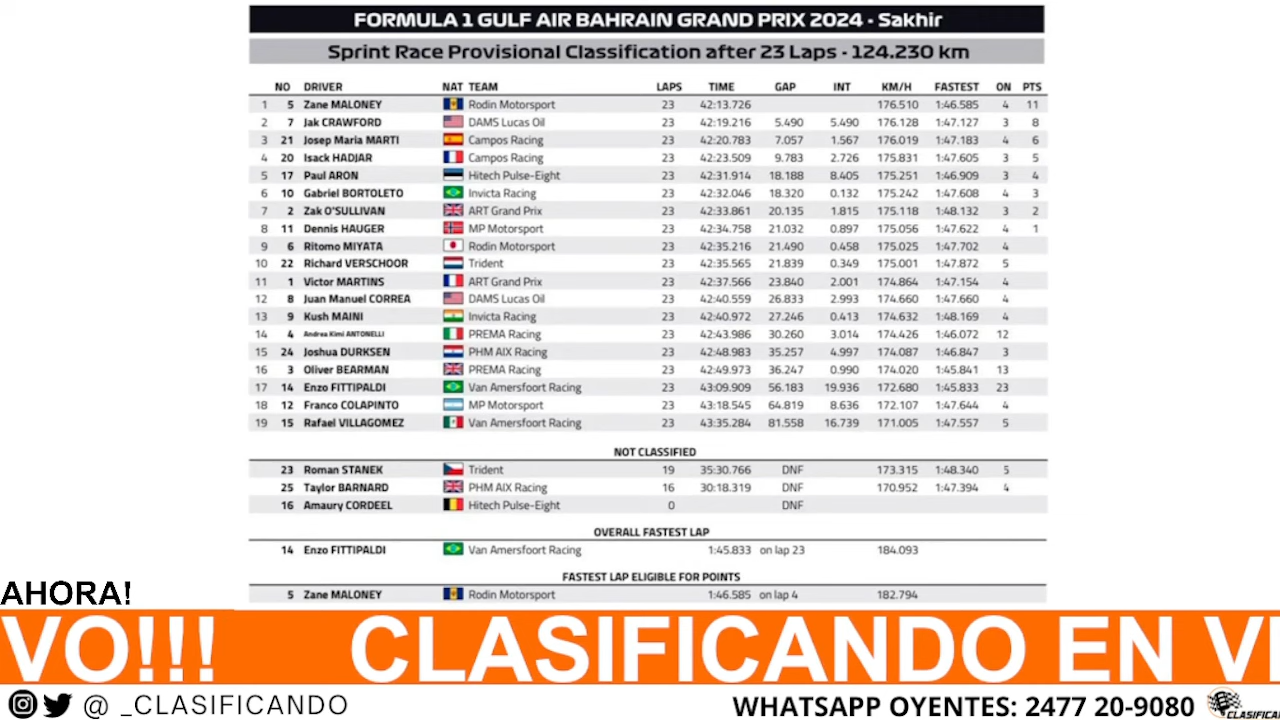 FORMULA 1 GULF AIR BAHRAIN GRAND PRIX 2024 - Sakhir
Sprint Race Provisional Classification after 23 Laps - 124.230 km
NO DRIVER NAT TEAM LAPS TIME GAP INT KM/H FASTEST ON PTS
1 5 Zane MALONEY Rodin Motorsport 23 42:13.726 176.510 1:46.585 4 11
2 7 Jak CRAWFORD DAMS Lucas Oil 23 42:19.216 5.490 5.490 176.128 1:47.127 3 8
3 21 Josep Maria MARTI Campos Racing 23 42:20.783 7.057 1.567 176.019 1:47.183 4 6
4 20 Isack HADJAR Campos Racing 23 42:23.509 9.783 2.726 175.831 1:47.605 3 5
5 17 Paul ARON Hitech Pulse-Eight 23 42:31.914 18.188 8.405 175.251 1:46.909 3 4
6 10 Gabriel BORTOLETO Invicta Racing 23 42:32.046 18.320 0.132 175.242 1:47.608 4 3
7 2 Zak O'SULLIVAN ART Grand Prix 23 42:33.861 20.135 1.815 175.118 1:48.132 3 2
8 11 Dennis HAUGER MP Motorsport 23 42:34.758 21.032 0.897 175.056 1:47.622 4 1
9 6 Ritomo MIYATA Rodin Motorsport 23 42:35.216 21.490 0.458 175.025 1:47.702 4
10 22 Richard VERSCHOOR Trident 23 42:35.565 21.839 0.349 175.001 1:47.872 5
11 1 Victor MARTINS ART Grand Prix 23 42:37.566 23.840 2.001 174.864 1:47.154 4
12 8 Juan Manuel CORREA DAMS Lucas Oil 23 42:40.559 26.833 2.993 174.660 1:47.660 4
13 9 Kush MAINI Invicta Racing 23 42:40.972 27.246 0.413 174.632 1:48.169 4
14 4 Andrea Kimi ANTONELLI PREMA Racing 23 42:43.986 30.260 3.014 174.426 1:46.072 12
15 24 Joshua DURKSEN PHM AIX Racing 23 42:48.983 35.257 4.997 174.087 1:46.847 3
16 3 Oliver BEARMAN PREMA Racing 23 42:49.973 36.247 0.990 174.020 1:45.841 13
17 14 Enzo FITTIPALDI Van Amersfoort Racing 23 43:09.909 56.183 19.936 172.680 1:45.833 23
18 12 Franco COLAPINTO MP Motorsport 23 43:18.545 64.819 8.636 172.107 1:47.644 4
19 15 Rafael VILLAGOMEZ Van Amersfoort Racing 23 43:35.284 81.558 16.739 171.005 1:47.557 5
NOT CLASSIFIED
23 Roman STANEK Trident 19 35:30.766 DNF 173.315 1:48.340 5
25 Taylor BARNARD PHM AIX Racing 16 30:18.319 DNF 170.952 1:47.394 4
16 Amaury CORDEEL Hitech Pulse-Eight 0 DNF
OVERALL FASTEST LAP
14 Enzo FITTIPALDI Van Amersfoort Racing 1:45.833 on lap 23 184.093
FASTEST LAP ELIGIBLE FOR POINTS
5 Zane MALONEY Rodin Motorsport 1:46.585 on lap 4 182.794
AHORA!
VO!!! CLASIFICANDO EN VI
@ _CLASIFICANDO
WHATSAPP OYENTES: 2477 20-9080
CLASIFICAN